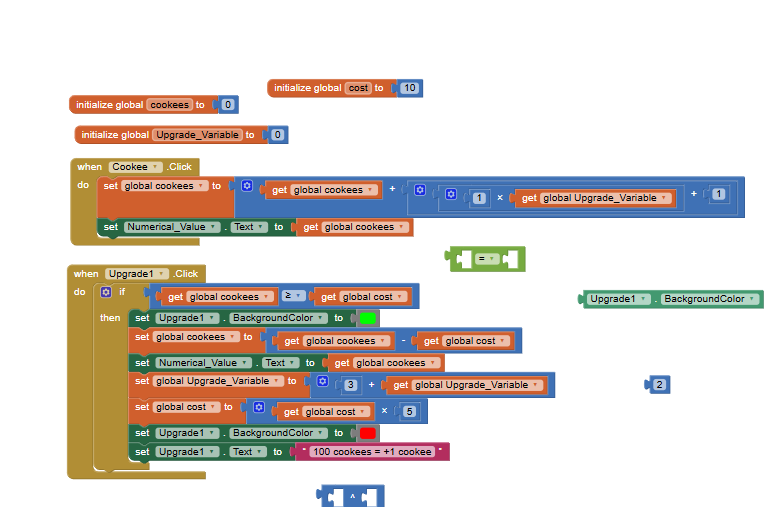 initialize global cost to 10
initialize global cookees to 0
initialize global Upgrade_Variable to 0
when Cookee .Click
do set global cookees to get global cookees + 1 × get global Upgrade_Variable + 1
set Numerical_Value . Text to get global cookees
=
when Upgrade1 .Click
do if get global cookees ≥ get global cost
Upgrade1 . BackgroundColor
then set Upgrade1 . BackgroundColor to
set global cookees to get global cookees - get global cost
set Numerical_Value . Text to get global cookees
set global Upgrade_Variable to 3 + get global Upgrade_Variable
2
set global cost to get global cost × 5
set Upgrade1 . BackgroundColor to
set Upgrade1 . Text to " 100 cookees = +1 cookee "
^